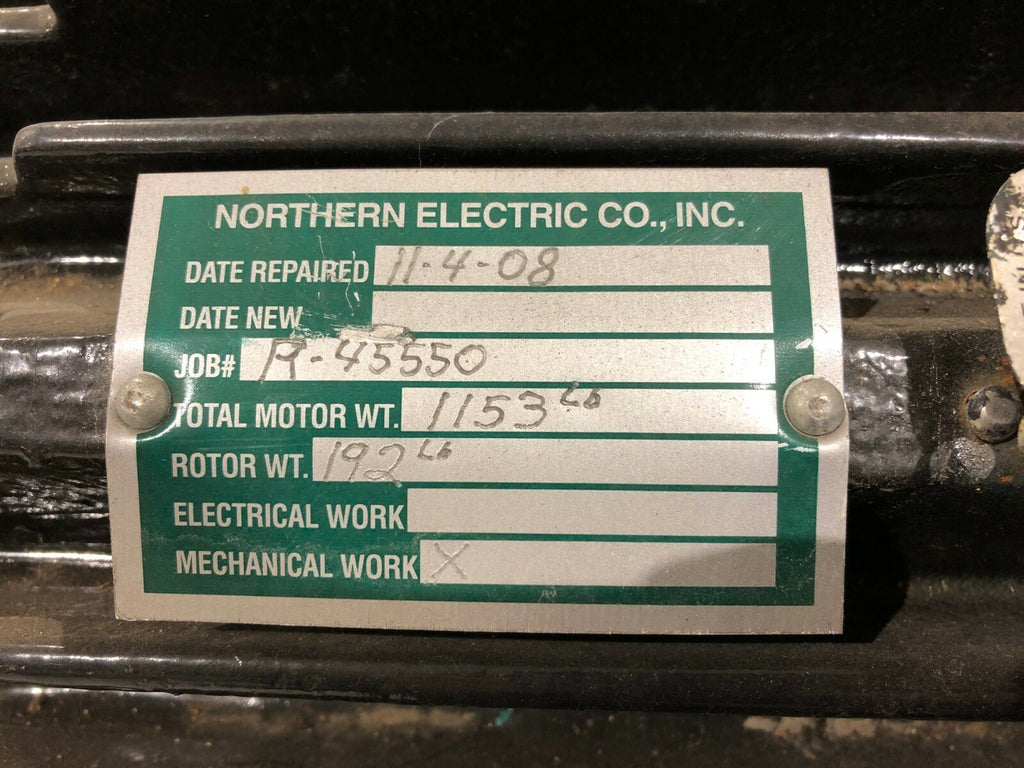 NORTHERN ELECTRIC CO., INC.
DATE REPAIRED 11-4-08
DATE NEW
JOB# R-45550
TOTAL MOTOR WT. 1153 Lb
ROTOR WT. 192 Lb
ELECTRICAL WORK
MECHANICAL WORK X